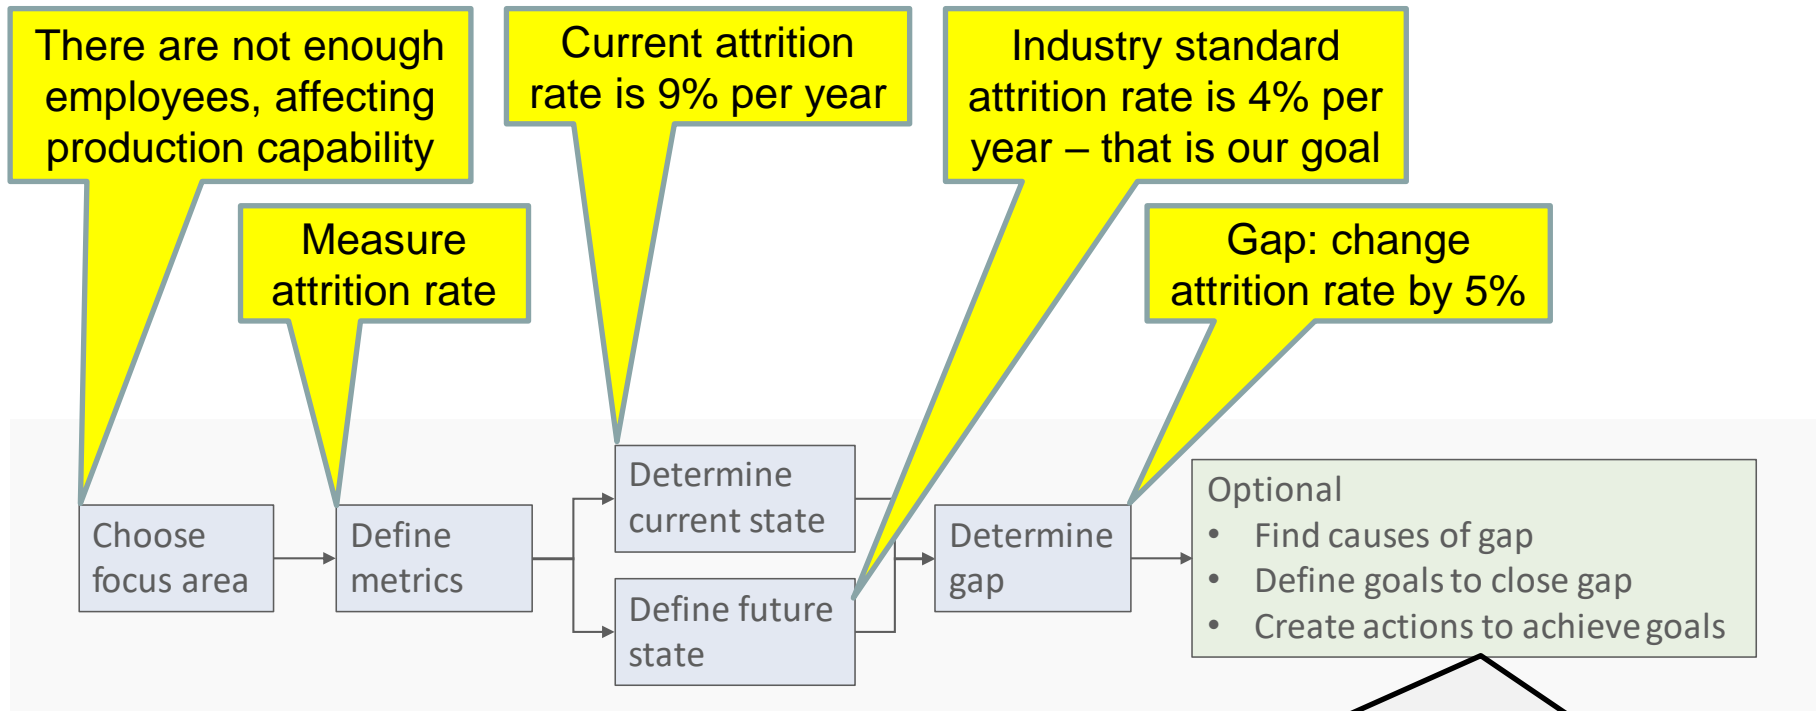 There are not enough
employees, affecting
production capability
Current attrition
rate is 9% per year
Industry standard
attrition rate is 4% per
year – that is our goal
Measure
attrition rate
Gap: change
attrition rate by 5%
Choose
focus area
Define
metrics
Determine
current state
Define future
state
Determine
gap
Optional
• Find causes of gap
• Define goals to close gap
• Create actions to achieve goals